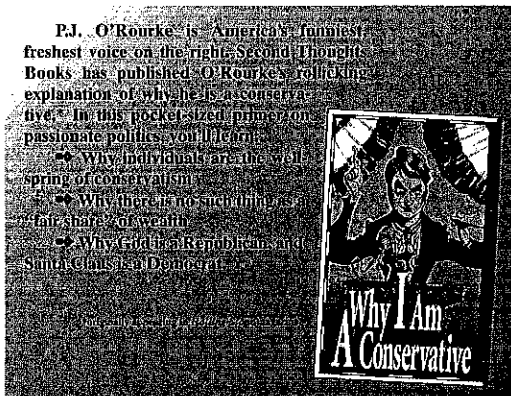 P.J. O'Rourke is America's funniest,
freshest voice on the right. Second Thoughts
Books has published O'Rourke's rollicking
explanation of why he is a conserva-
tive. In this pocket-sized primer on
passionate politics, you'll learn:
➡ Why individuals are the well-
spring of conservatism
➡ Why there is no such thing as a
"fair share" of wealth
➡ Why God is a Republican, and
Santa Claus is a Democrat
Why I Am
A Conservative